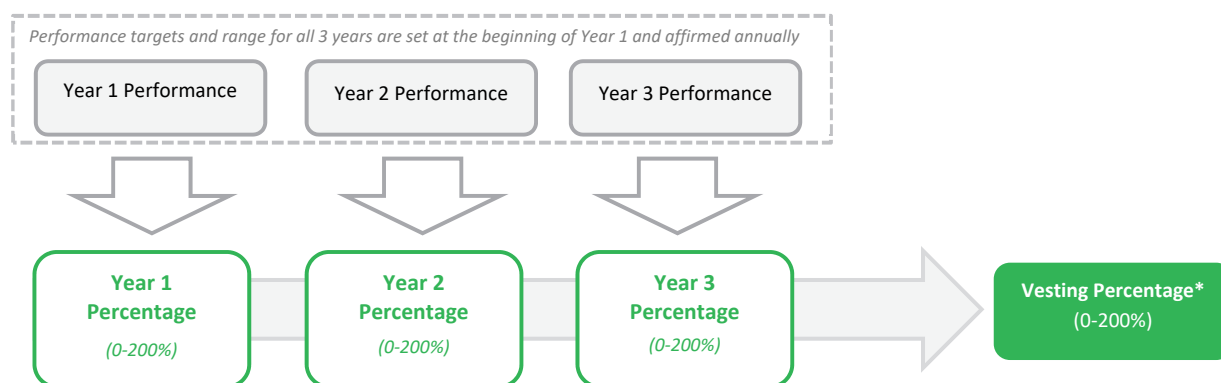 Performance targets and range for all 3 years are set at the beginning of Year 1 and affirmed annually
Year 1 Performance
Year 2 Performance
Year 3 Performance
Year 1
Percentage
(0-200%)
Year 2
Percentage
(0-200%)
Year 3
Percentage
(0-200%)
Vesting Percentage*
(0-200%)